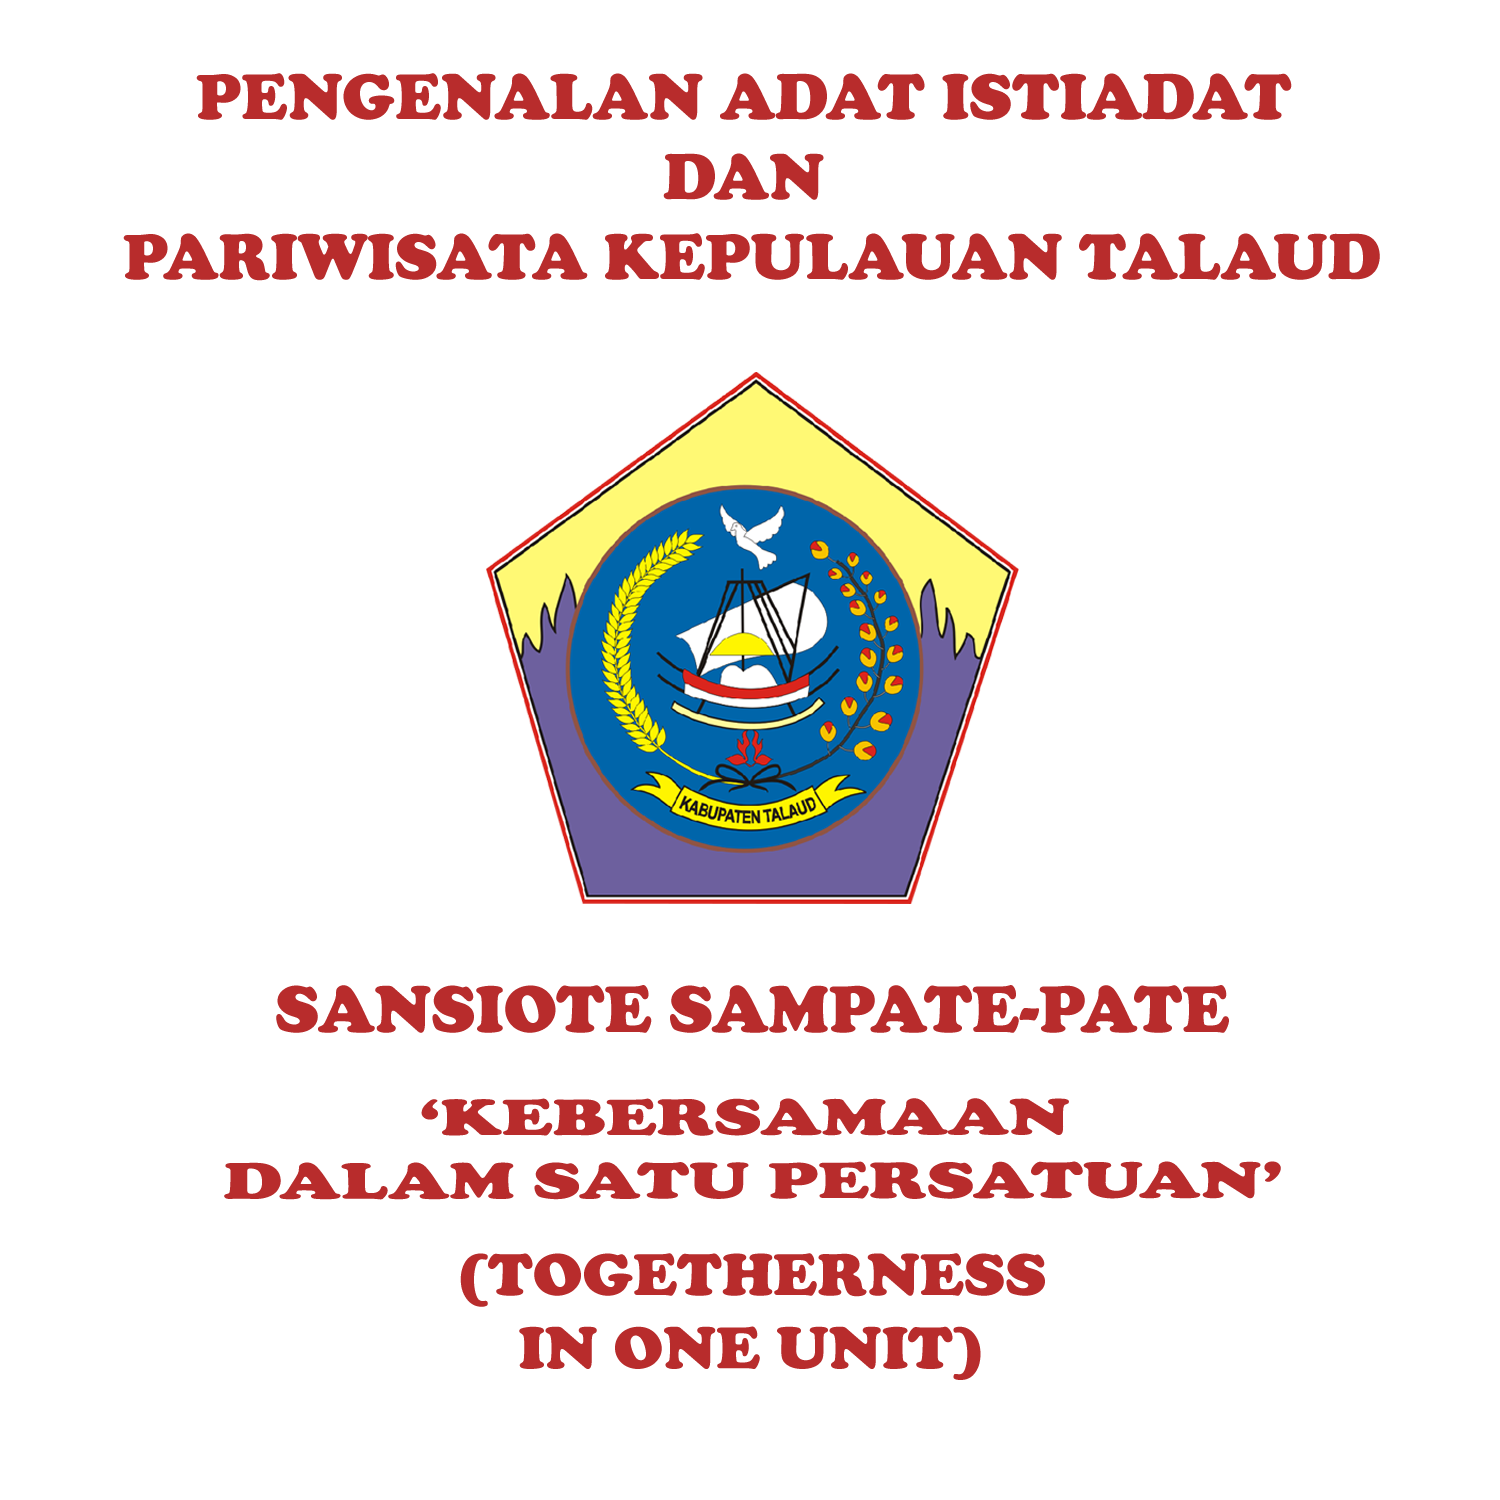 PENGENALAN ADAT ISTIADAT
DAN
PARIWISATA KEPULAUAN TALAUD
KABUPATEN TALAUD
SANSIOTE SAMPATE-PATE
‘KEBERSAMAAN
DALAM SATU PERSATUAN’
(TOGETHERNESS
IN ONE UNIT)